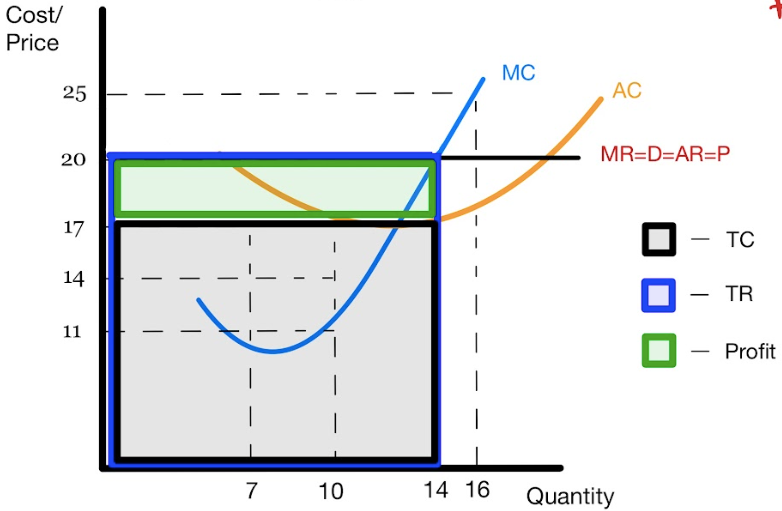 Cost/
Price
25
20
17
14
11
MC
AC
MR=D=AR=P
— TC
— TR
— Profit
7 10 14 16
Quantity